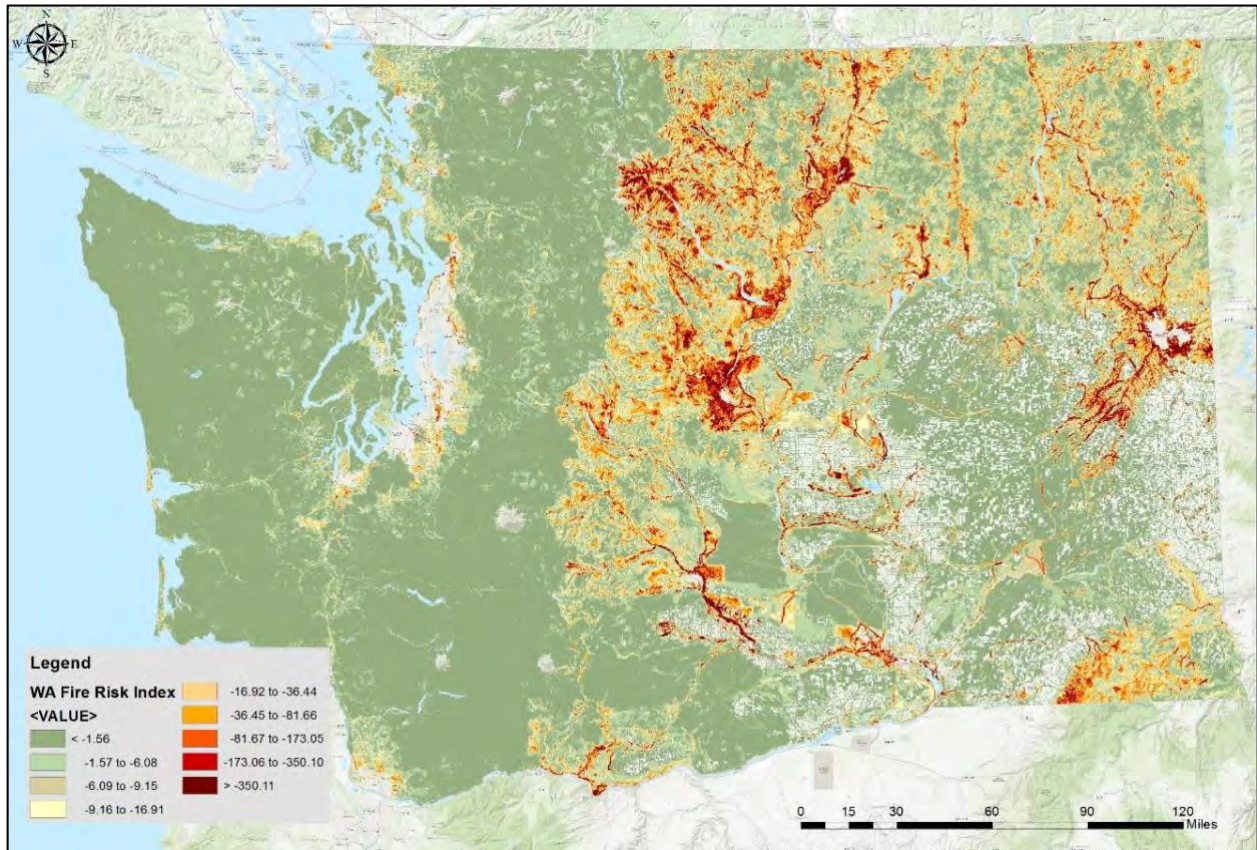 N
W E
S
Legend
WA Fire Risk Index
<VALUE>
< -1.56
-1.57 to -6.08
-6.09 to -9.15
-9.16 to -16.91
-16.92 to -36.44
-36.45 to -81.66
-81.67 to -173.05
-173.06 to -350.10
> -350.11
0 15 30 60 90 120
Miles